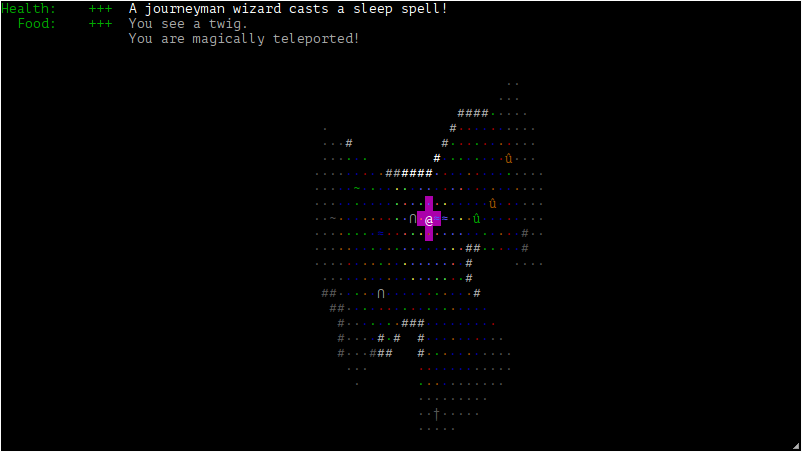 Health: +++ A journeyman wizard casts a sleep spell!
Food: +++ You see a twig.
You are magically teleported!